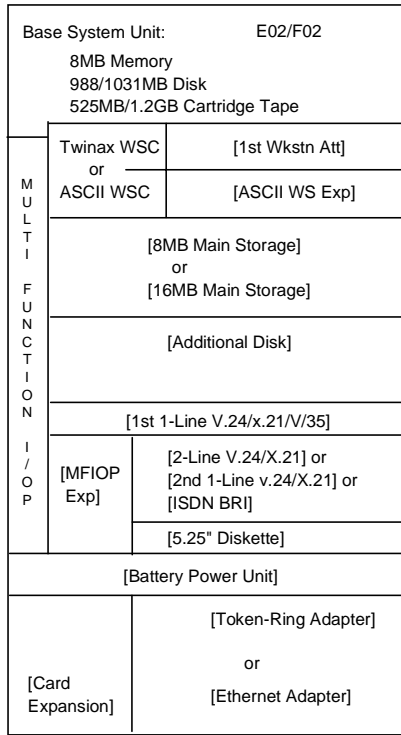 Base System Unit: E02/F02
8MB Memory
988/1031MB Disk
525MB/1.2GB Cartridge Tape
MULTI FUNCTION I/OP
Twinax WSC
or
ASCII WSC
[1st Wkstn Att]
[ASCII WS Exp]
[8MB Main Storage]
or
[16MB Main Storage]
[Additional Disk]
[1st 1-Line V.24/x.21/V/35]
[MFIOP
Exp]
[2-Line V.24/X.21] or
[2nd 1-Line v.24/X.21] or
[ISDN BRI]
[5.25" Diskette]
[Battery Power Unit]
[Card
Expansion]
[Token-Ring Adapter]
or
[Ethernet Adapter]